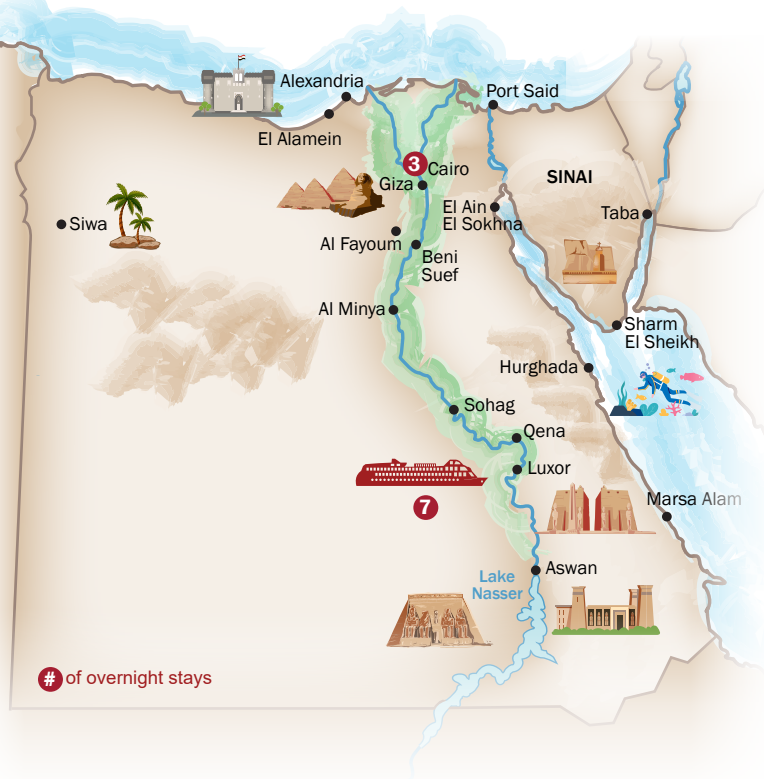 Alexandria
Port Said
El Alamein
3
Cairo
SINAI
Giza
El Ain
El Sokhna
Taba
Siwa
Al Fayoum
Beni
Suef
Al Minya
Sharm
El Sheikh
Hurghada
Sohag
Qena
Luxor
7
Marsa Alam
Aswan
Lake
Nasser
# of overnight stays